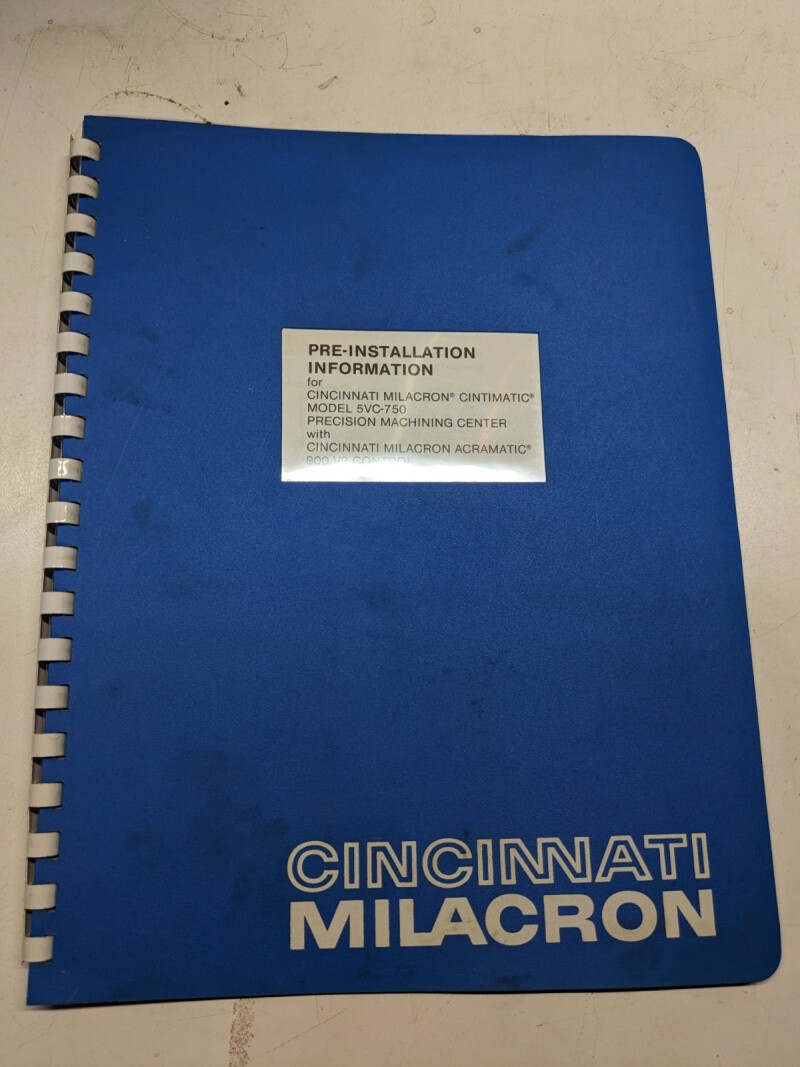 PRE-INSTALLATION
INFORMATION
for
CINCINNATI MILACRON® CINTIMATIC®
MODEL 5VC-750
PRECISION MACHINING CENTER
with
CINCINNATI MILACRON ACRAMATIC®
CONTROL
CINCINNATI
MILACRON